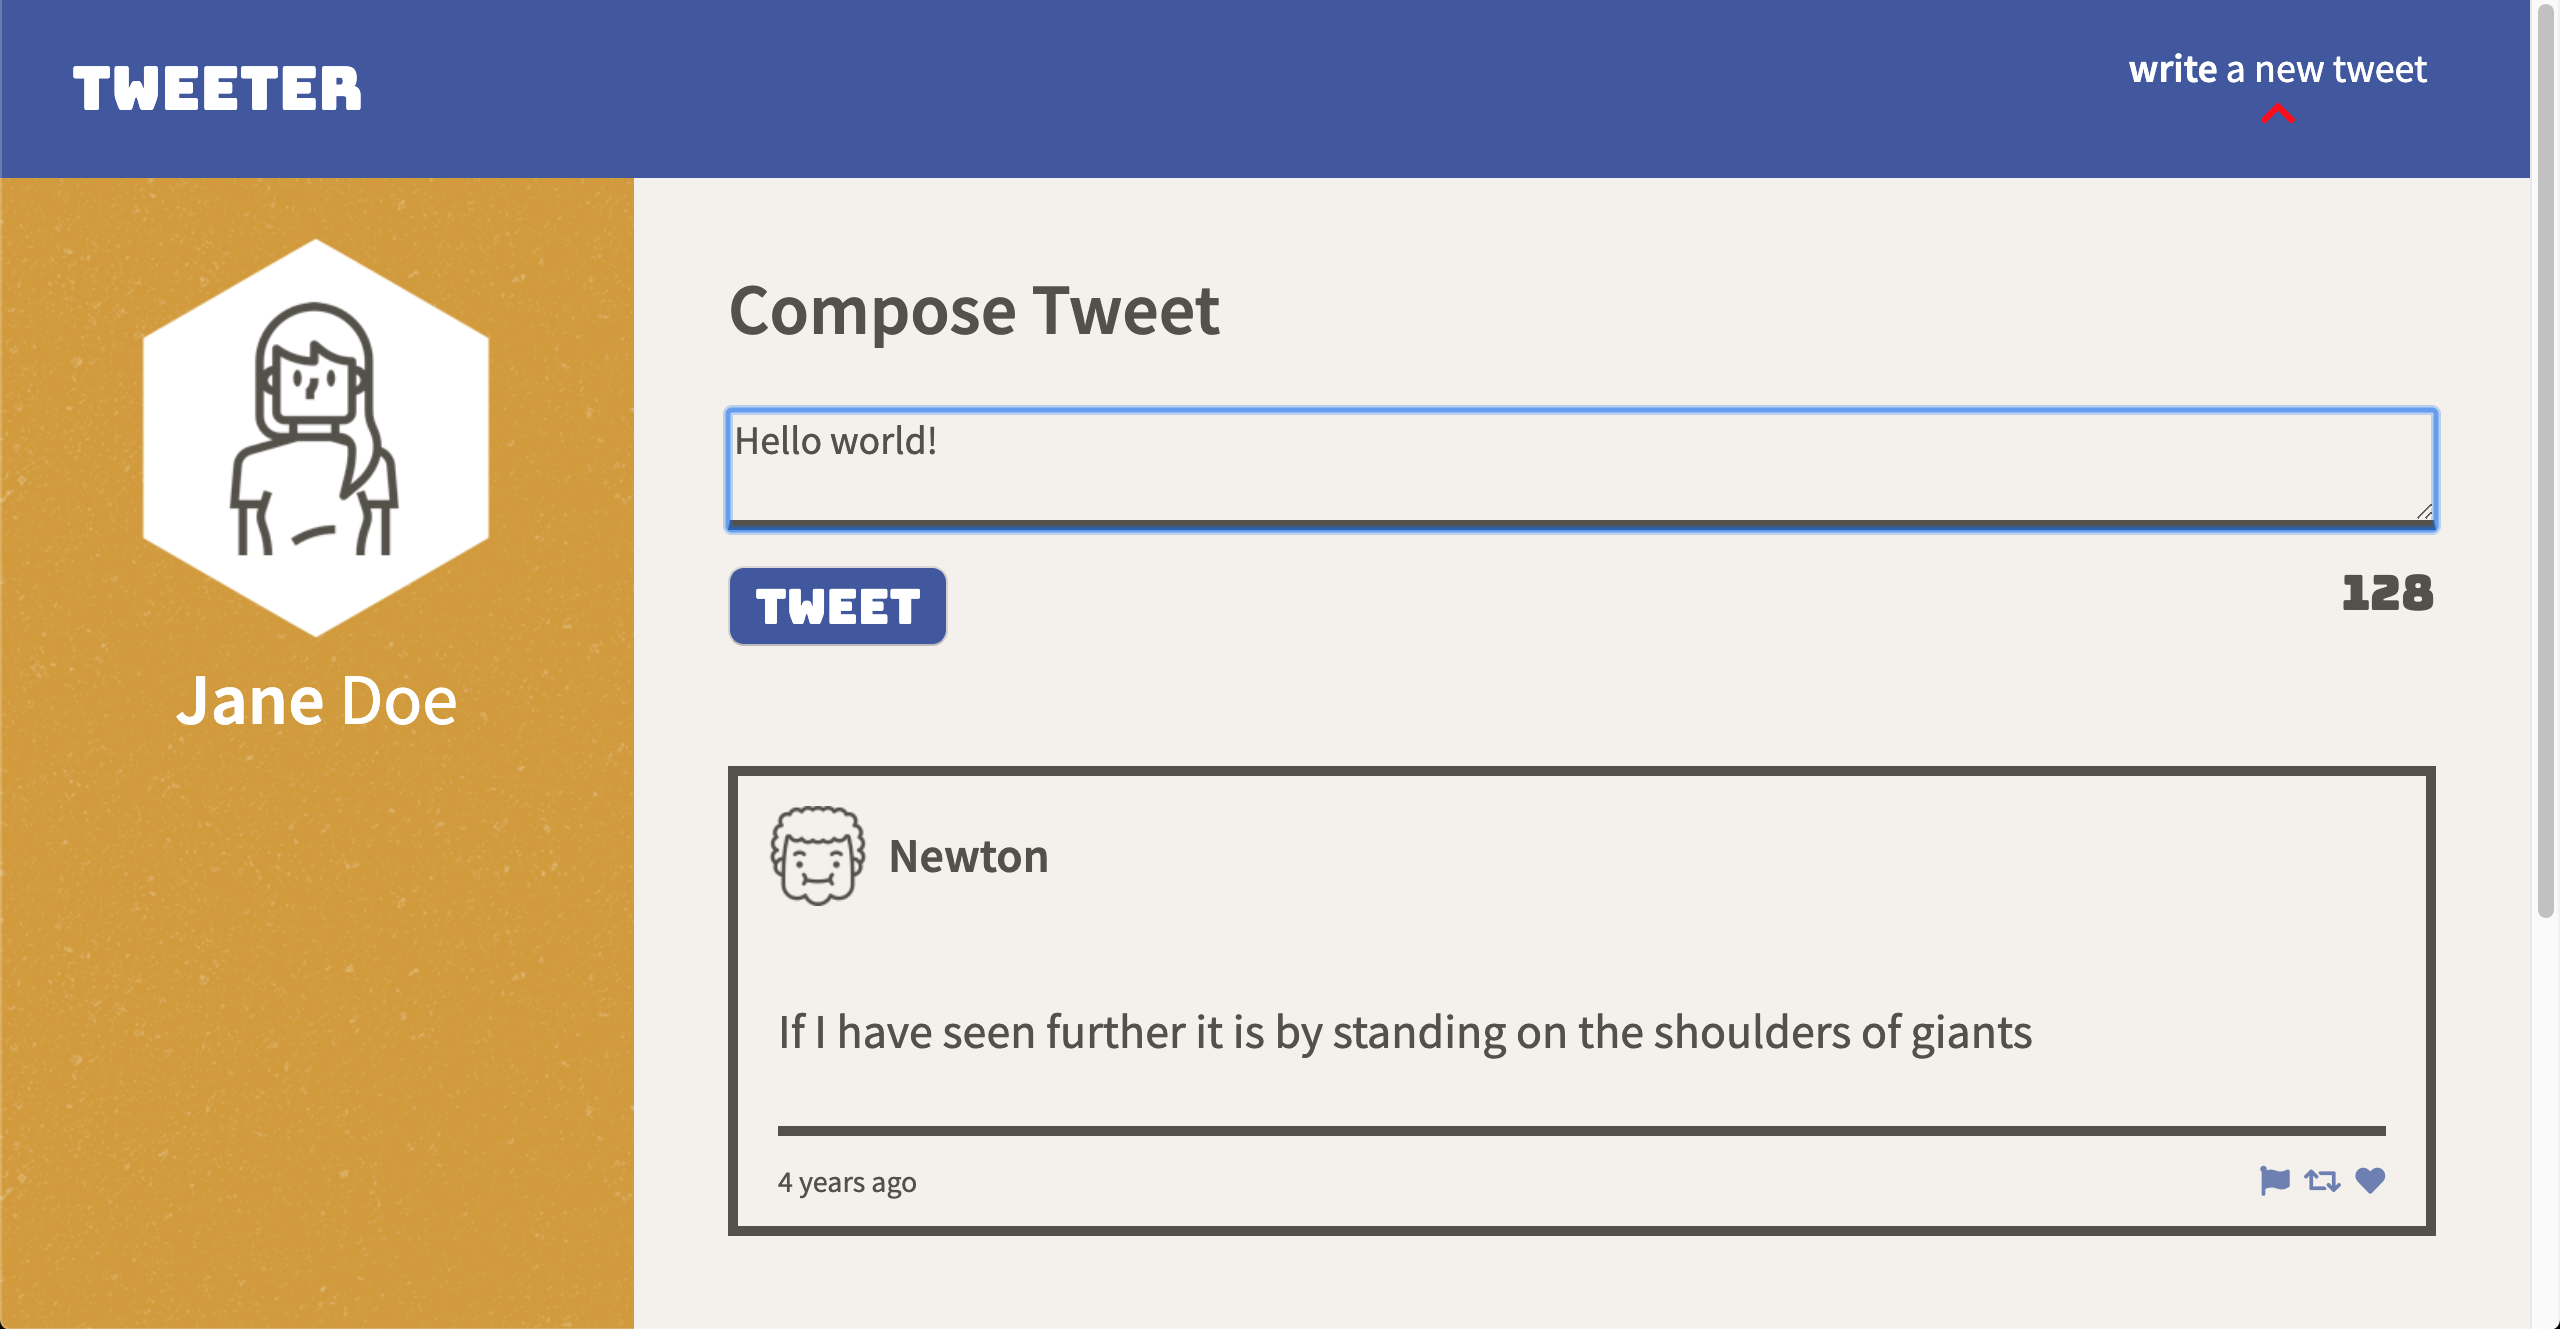 TWEETER
write a new tweet
Jane Doe
Compose Tweet
Hello world!
TWEET
128
Newton
If I have seen further it is by standing on the shoulders of giants
4 years ago